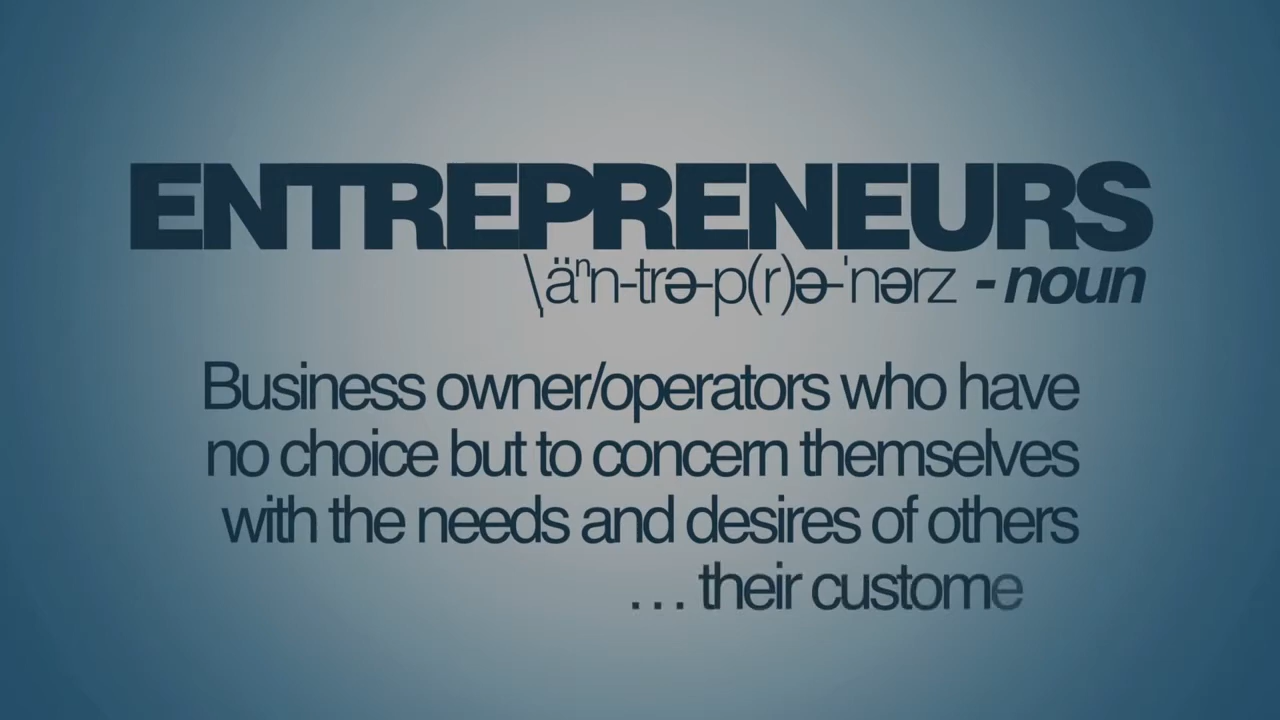 ENTREPRENEURS
\äⁿn-trə-p(r)ə-ˈnərz - noun
Business owner/operators who have
no choice but to concern themselves
with the needs and desires of others
... their custome